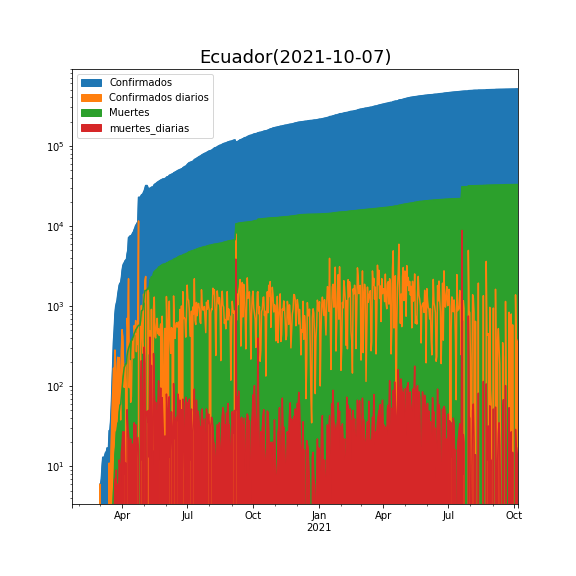 Ecuador(2021-10-07)
Confirmados
Confirmados diarios
Muertes
muertes_diarias
10⁵
10⁴
10³
10²
10¹
Apr Jul Oct Jan Apr Jul Oct
2021